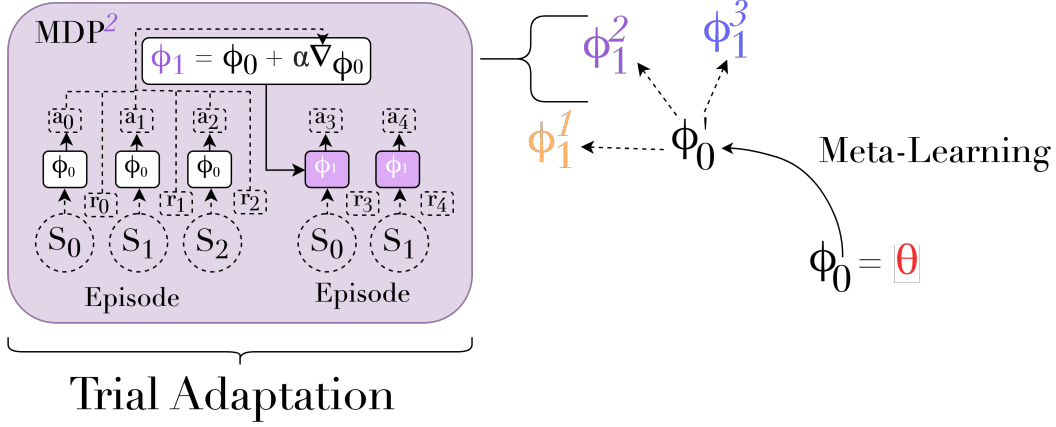 MDP²
ϕ₁ = ϕ₀ + α∇ϕ₀
a₀ a₁ a₂ a₃ a₄
ϕ₀ ϕ₀ ϕ₀ ϕ₁ ϕ₁
r₀ r₁ r₂ r₃ r₄
S₀ S₁ S₂ S₀ S₁
Episode Episode
Trial Adaptation
ϕ₁² ϕ₁³
ϕ₁¹ ϕ₀
Meta-Learning
ϕ₀ = θ